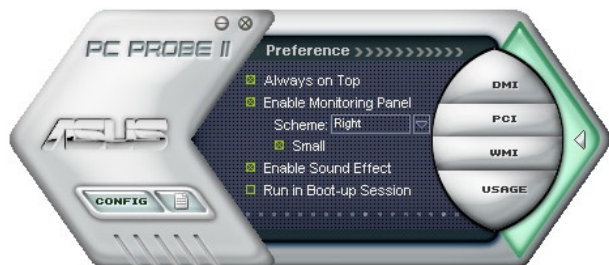 PC PROBE II
Preference >>>>>>>>>>>
Always on Top
Enable Monitoring Panel
Scheme: Right
Small
Enable Sound Effect
Run in Boot-up Session
ASUS
CONFIG
DMI
PCI
WMI
USAGE